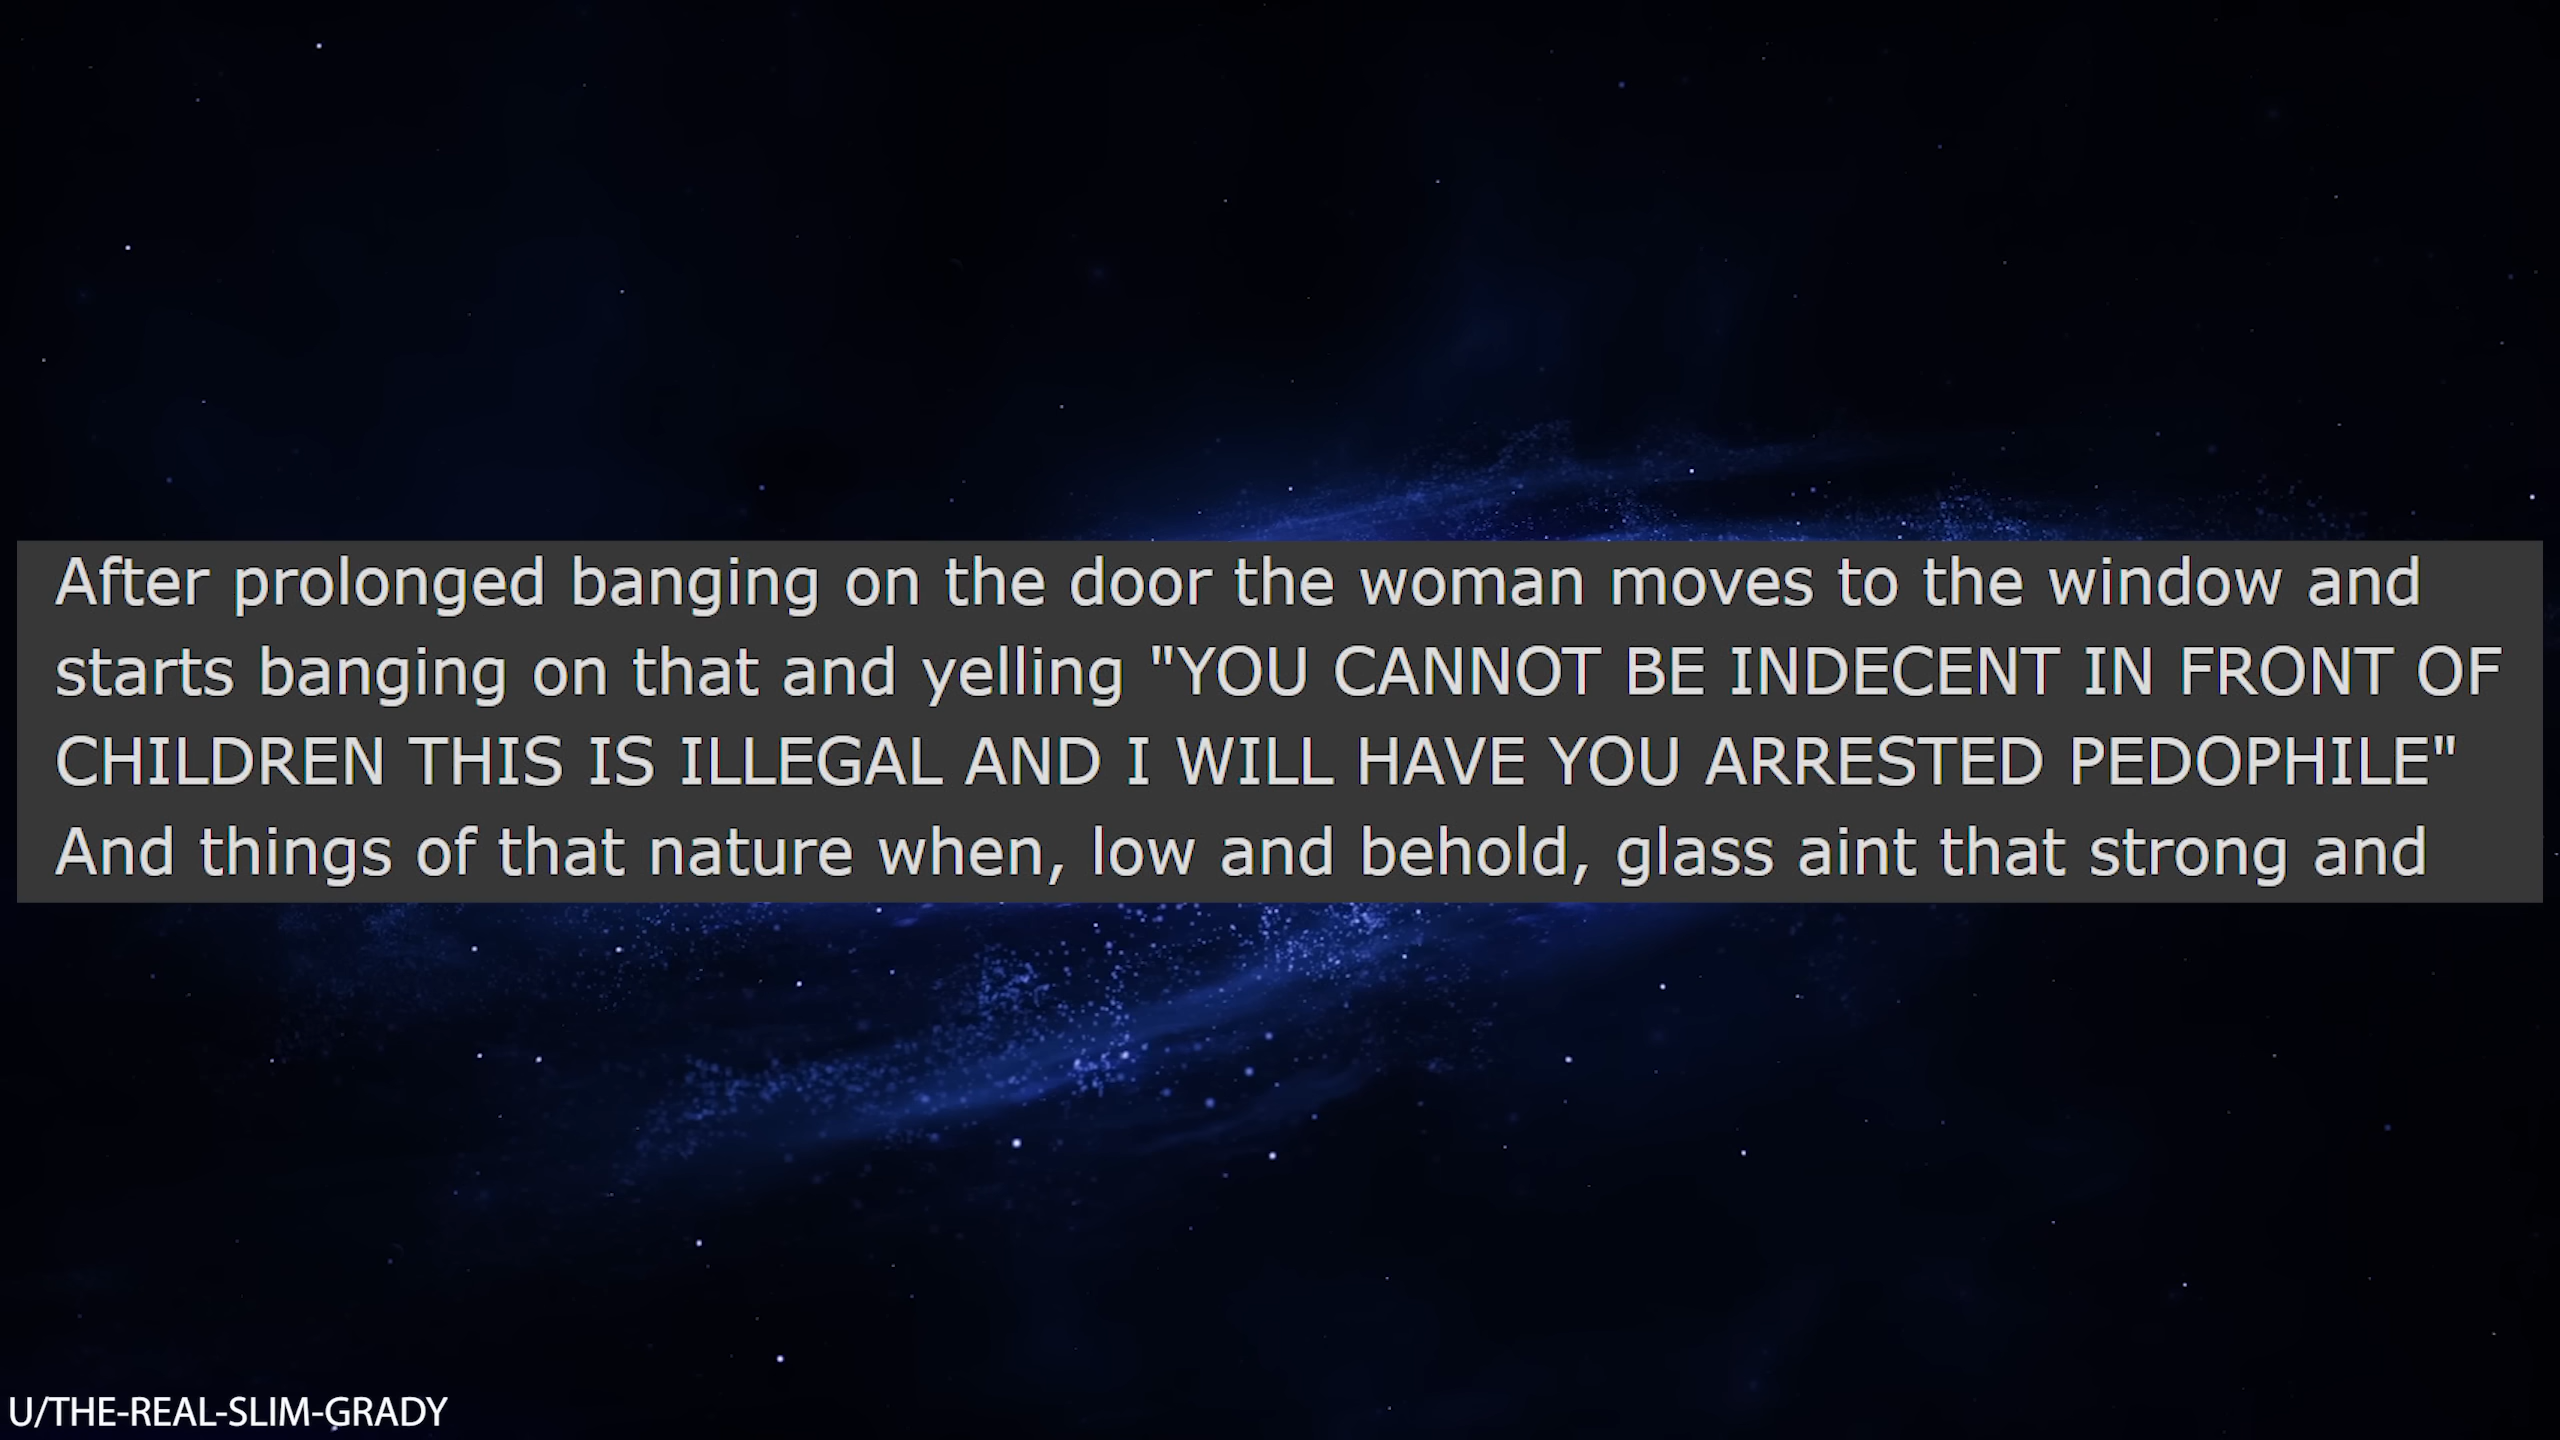 After prolonged banging on the door the woman moves to the window and
starts banging on that and yelling "YOU CANNOT BE INDECENT IN FRONT OF
CHILDREN THIS IS ILLEGAL AND I WILL HAVE YOU ARRESTED PEDOPHILE"
And things of that nature when, low and behold, glass aint that strong and
U/THE-REAL-SLIM-GRADY